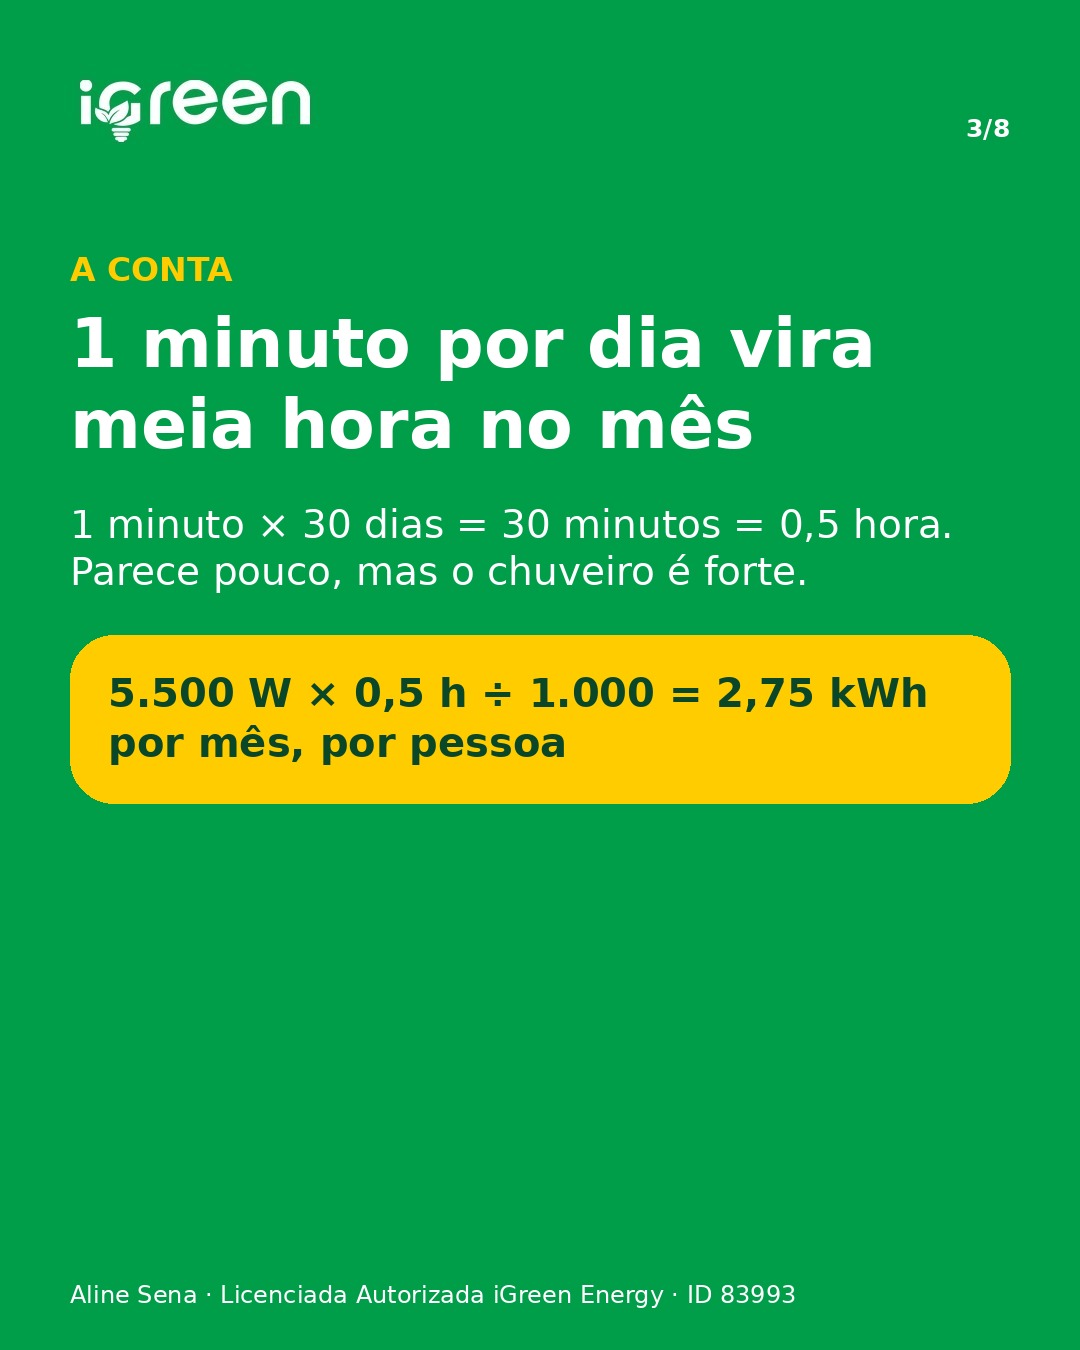 iGreen
3/8
A CONTA
1 minuto por dia vira
meia hora no mês
1 minuto × 30 dias = 30 minutos = 0,5 hora.
Parece pouco, mas o chuveiro é forte.
5.500 W × 0,5 h ÷ 1.000 = 2,75 kWh
por mês, por pessoa
Aline Sena · Licenciada Autorizada iGreen Energy · ID 83993